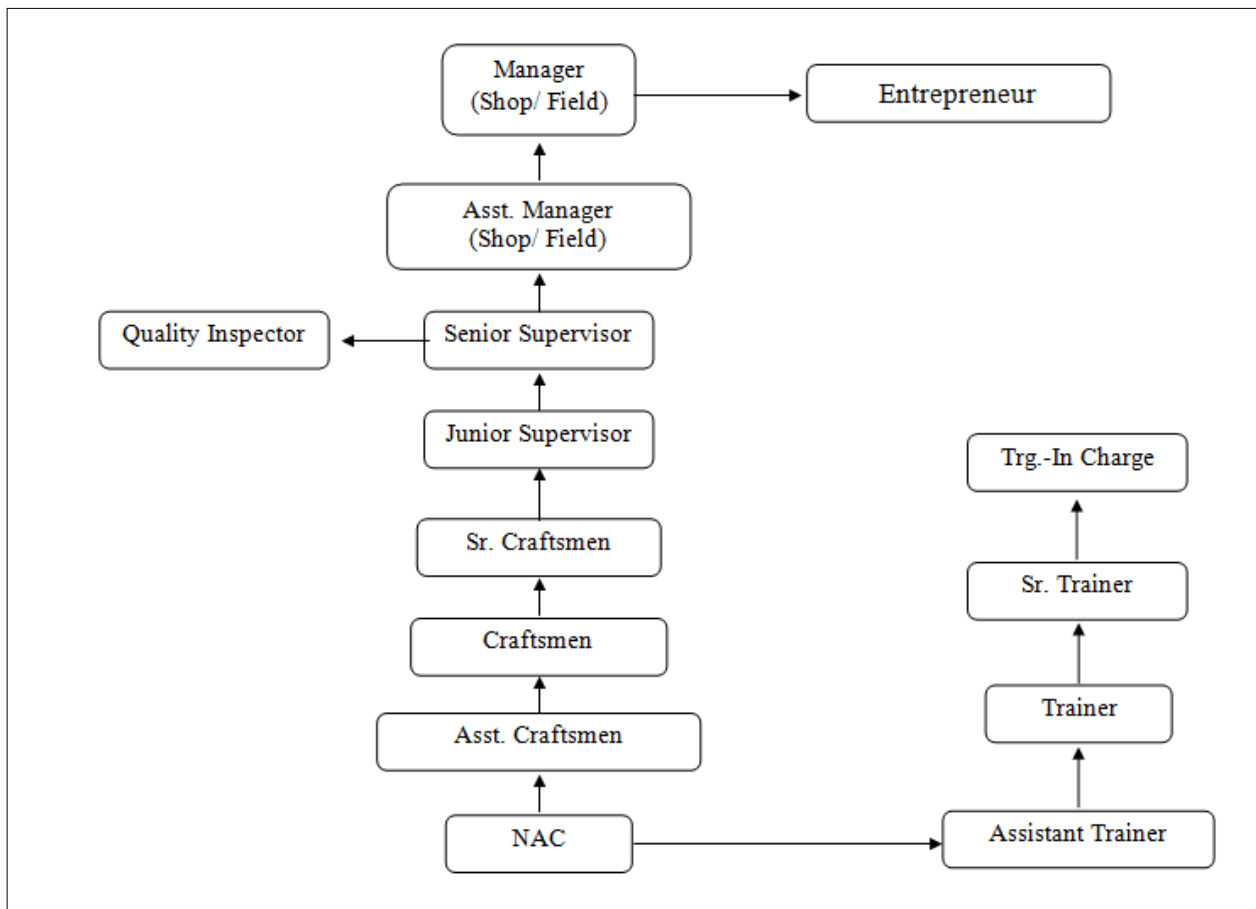 Manager
(Shop/ Field)
Entrepreneur
Asst. Manager
(Shop/ Field)
Quality Inspector
Senior Supervisor
Junior Supervisor
Trg.-In Charge
Sr. Craftsmen
Sr. Trainer
Craftsmen
Trainer
Asst. Craftsmen
NAC
Assistant Trainer